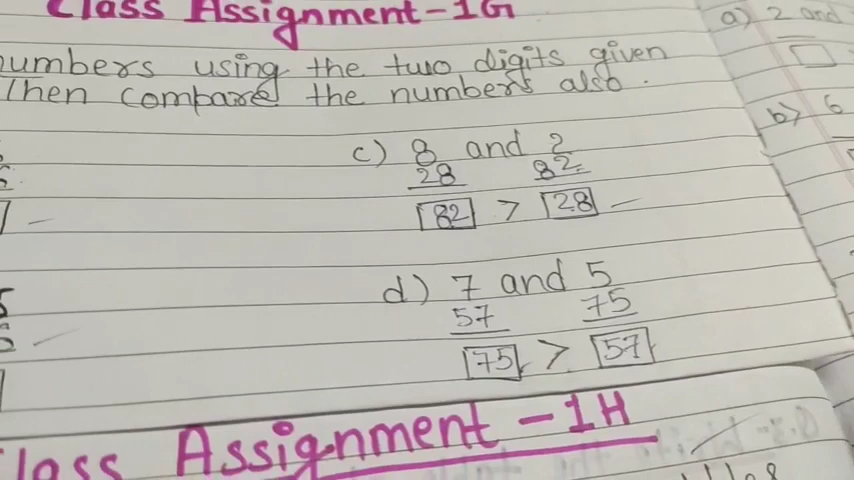 Class Assignment-1G
numbers using the two digits given
Then compare the numbers also.
c) 8 and 2
28 82
82 > 28
d) 7 and 5
57 75
75 > 57
Class Assignment-1H
a) 2 and
b) 6